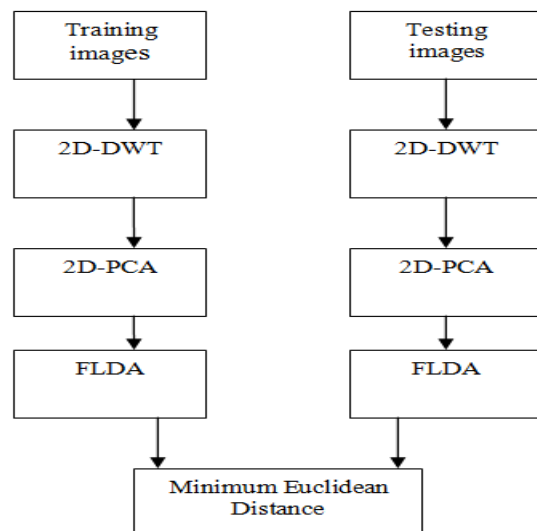 Training
images
2D-DWT
2D-PCA
FLDA
Testing
images
2D-DWT
2D-PCA
FLDA
Minimum Euclidean
Distance